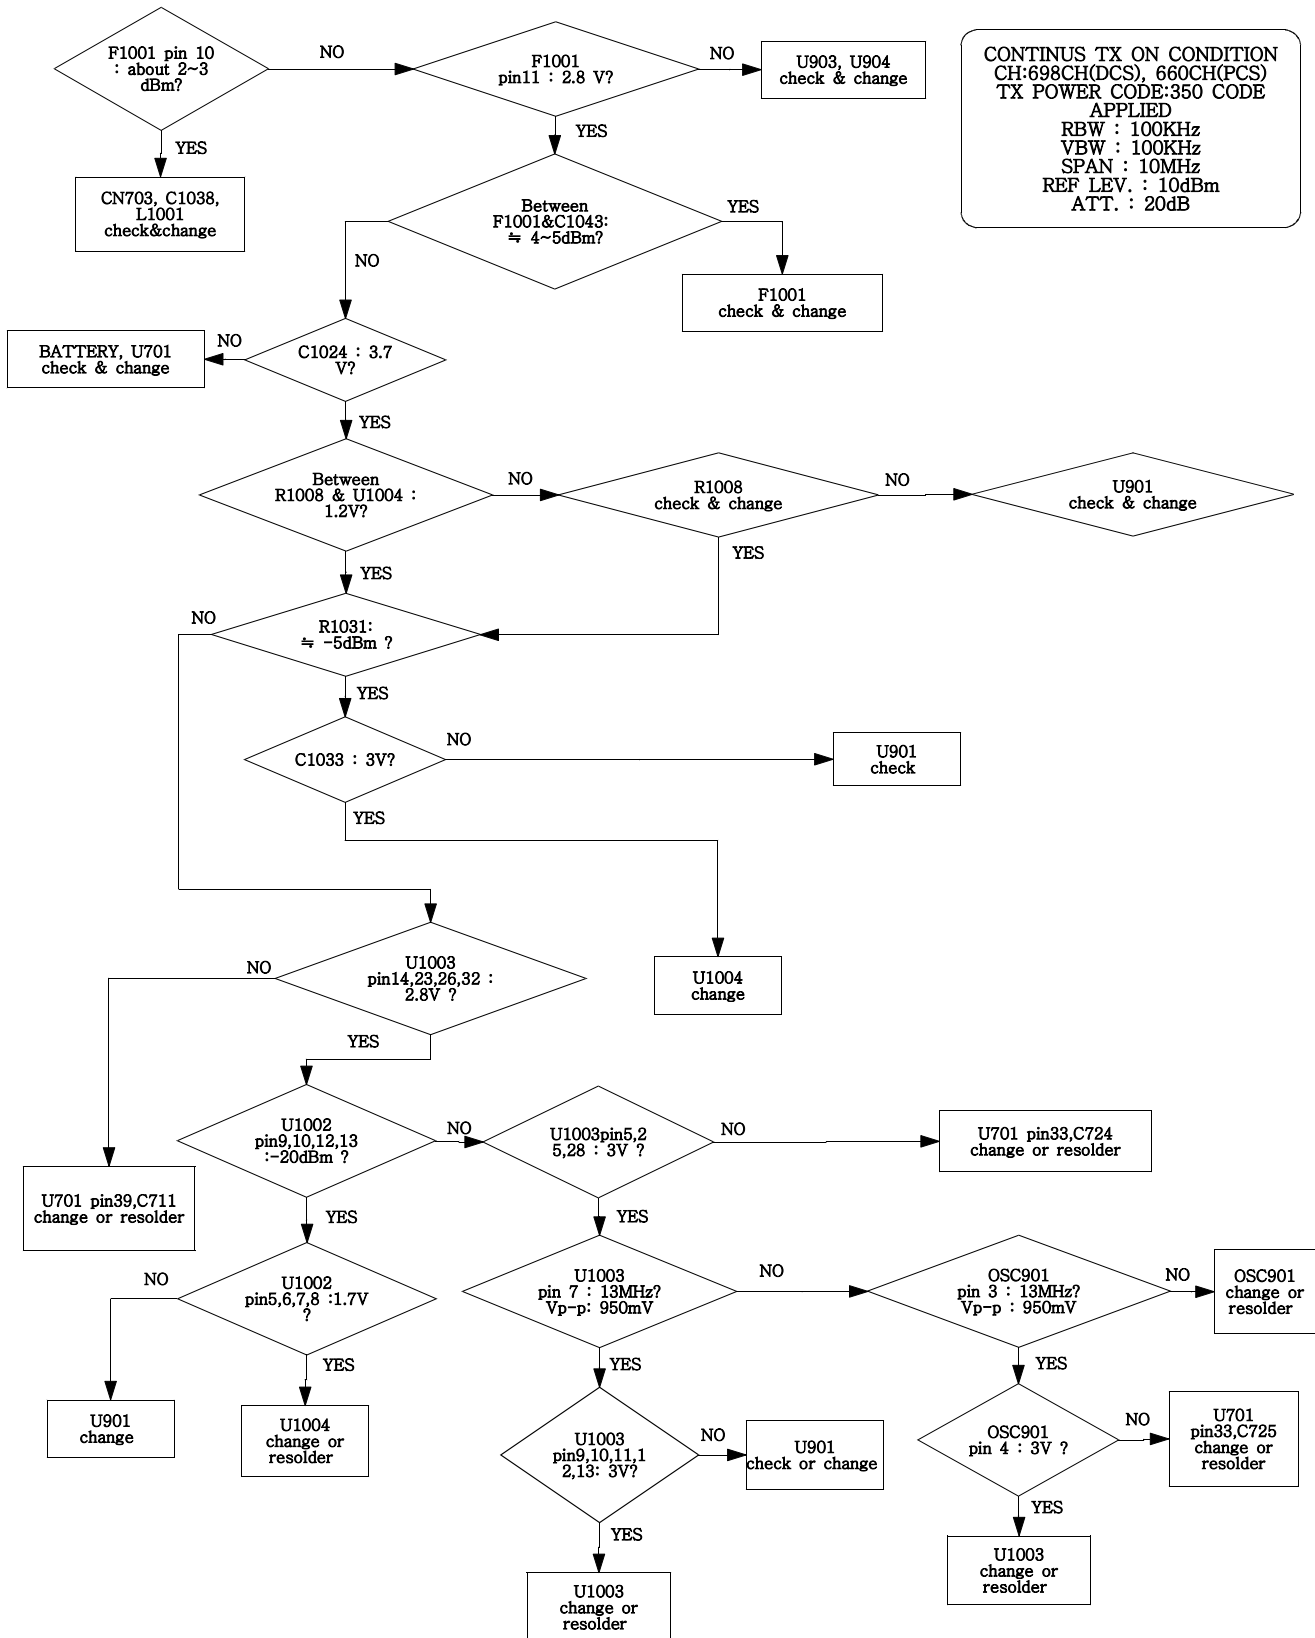 F1001 pin 10
: about 2~3
dBm?
NO
F1001
pin11 : 2.8 V?
NO
U903, U904
check & change
CONTINUS TX ON CONDITION
CH:698CH(DCS), 660CH(PCS)
TX POWER CODE:350 CODE
APPLIED
RBW : 100KHz
VBW : 100KHz
SPAN : 10MHz
REF LEV. : 10dBm
ATT. : 20dB
YES
YES
CN703, C1038,
L1001
check&change
Between
F1001&C1043:
≒ 4~5dBm?
YES
NO
F1001
check & change
BATTERY, U701
check & change
NO
C1024 : 3.7
V?
YES
Between
R1008 & U1004 :
1.2V?
NO
R1008
check & change
NO
U901
check & change
YES
YES
NO
R1031:
≒ -5dBm ?
YES
C1033 : 3V?
NO
U901
check
YES
U1004
change
NO
U1003
pin14,23,26,32 :
2.8V ?
YES
U1002
pin9,10,12,13
:-20dBm ?
NO
U1003pin5,2
5,28 : 3V ?
NO
U701 pin33,C724
change or resolder
U701 pin39,C711
change or resolder
YES
YES
NO
U1002
pin5,6,7,8 :1.7V
?
U1003
pin 7 : 13MHz?
Vp-p: 950mV
NO
OSC901
pin 3 : 13MHz?
Vp-p : 950mV
NO
OSC901
change or
resolder
YES
YES
YES
U901
change
U1004
change or
resolder
U1003
pin9,10,11,1
2,13: 3V?
NO
U901
check or change
OSC901
pin 4 : 3V ?
NO
U701
pin33,C725
change or
resolder
YES
YES
U1003
change or
resolder
U1003
change or
resolder